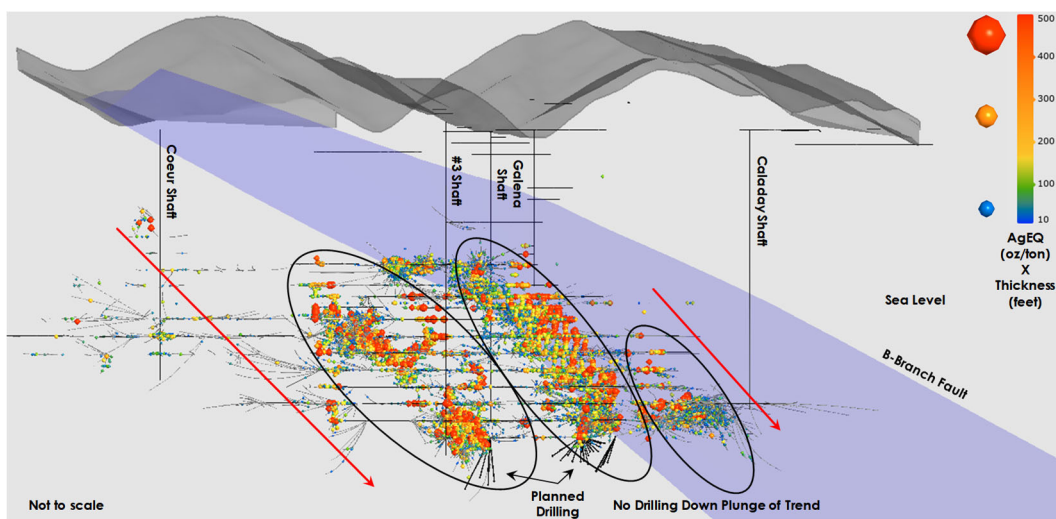 500
400
300
200
100
10
AgEQ
(oz/ton)
X
Thickness
(feet)
Coeur Shaft
#3 Shaft
Galena
Shaft
Caladay Shaft
Sea Level
B-Branch Fault
Not to scale
Planned
Drilling
No Drilling Down Plunge of Trend